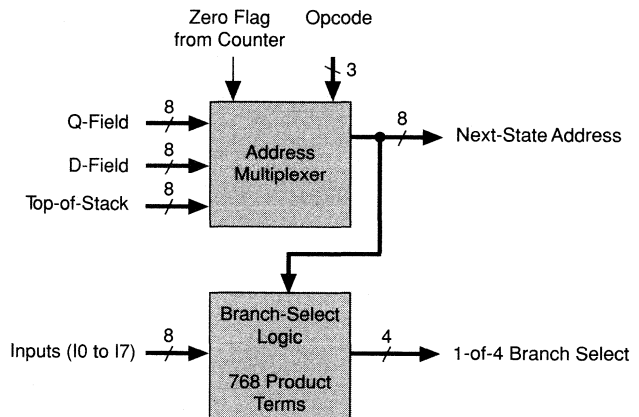 Zero Flag
from Counter
Opcode
3
8
Q-Field
8
D-Field
8
Top-of-Stack
Address
Multiplexer
8
Next-State Address
Branch-Select
Logic
768 Product
Terms
8
Inputs (I0 to I7)
4
1-of-4 Branch Select